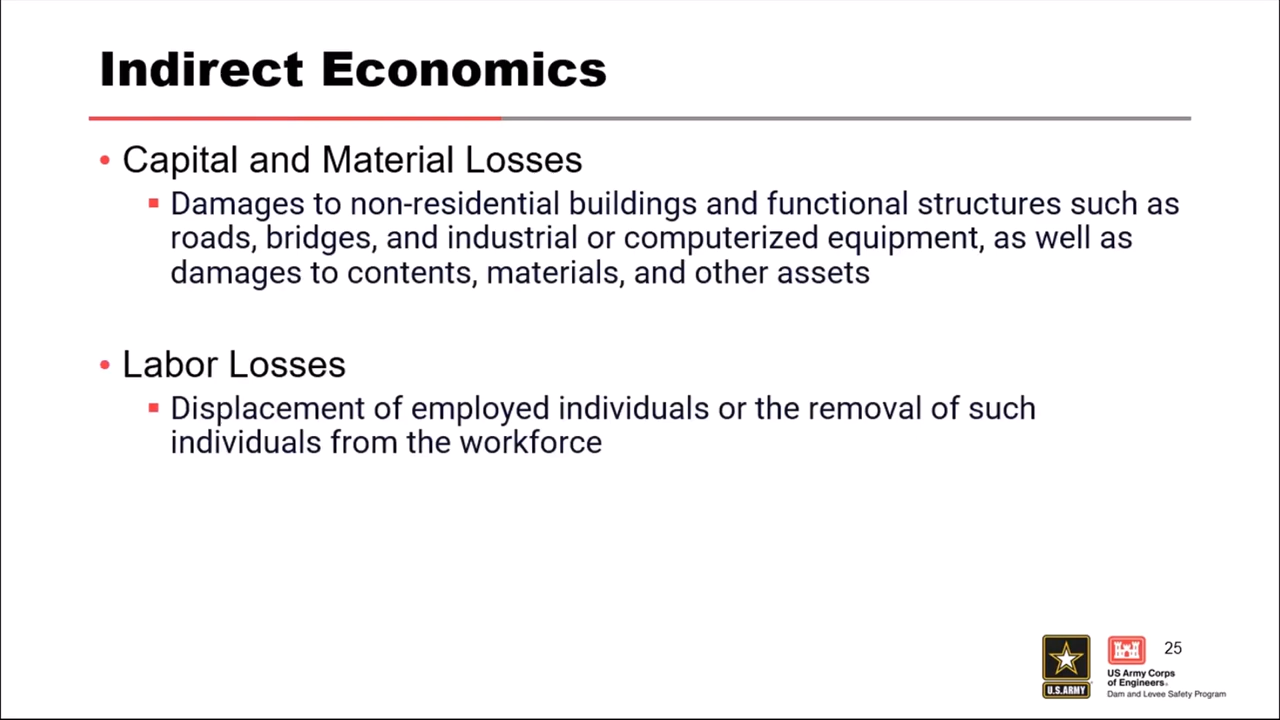 Indirect Economics
• Capital and Material Losses
▪ Damages to non-residential buildings and functional structures such as
roads, bridges, and industrial or computerized equipment, as well as
damages to contents, materials, and other assets
• Labor Losses
▪ Displacement of employed individuals or the removal of such
individuals from the workforce
25
U.S.ARMY
US Army Corps
of Engineers®
Dam and Levee Safety Program